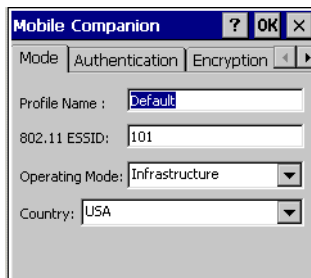 Mobile Companion ? OK ×
Mode Authentication Encryption
Profile Name : Default
802.11 ESSID: 101
Operating Mode: Infrastructure
Country: USA